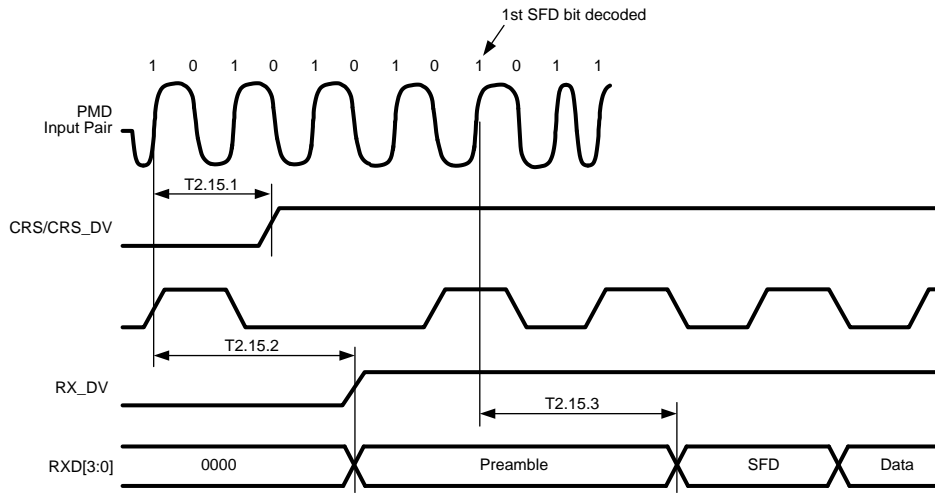 1st SFD bit decoded
1 0 1 0 1 0 1 0 1 0 1 1
PMD
Input Pair
T2.15.1
CRS/CRS_DV
T2.15.2
RX_DV
T2.15.3
RXD[3:0] 0000 Preamble SFD Data